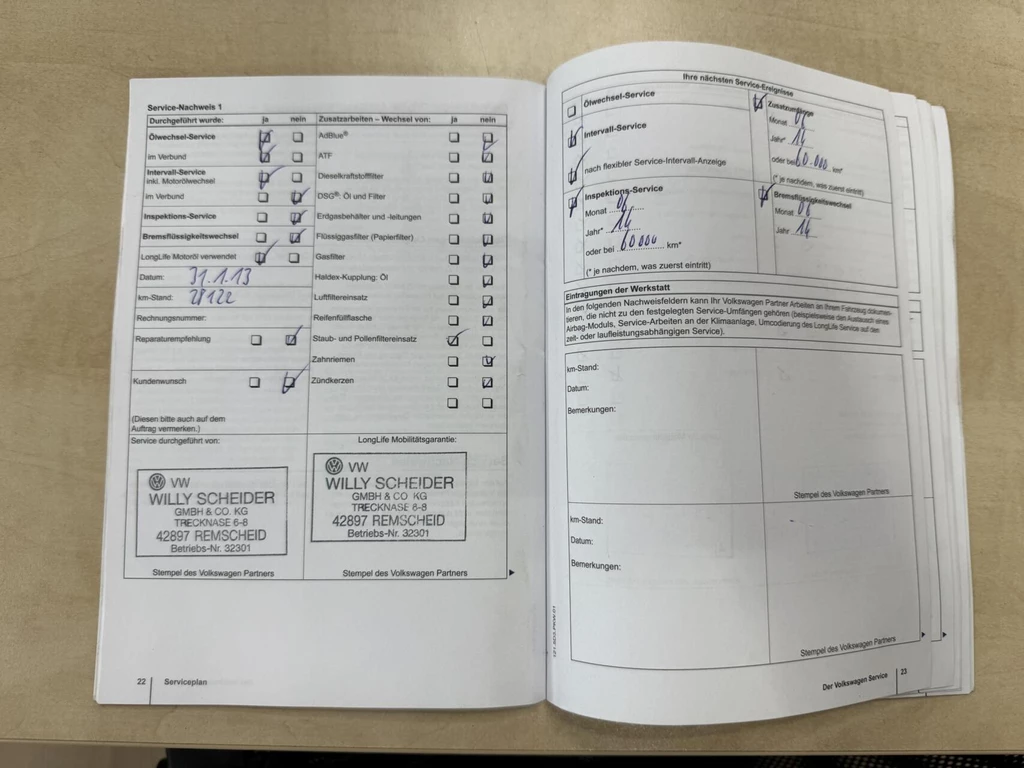 Service-Nachweis 1
Durchgeführt wurde: ja nein
Ölwechsel-Service
im Verbund
Intervall-Service
inkl. Motorölwechsel
im Verbund
Inspektions-Service
Bremsflüssigkeitswechsel
LongLife Motoröl verwendet
Datum: 31.1.13
km-Stand: 28122
Rechnungsnummer:
Reparaturempfehlung
Kundenwunsch
(Diesen bitte auch auf dem
Auftrag vermerken.)
Zusatzarbeiten – Wechsel von: ja nein
AdBlue®
ATF
Dieselkraftstofffilter
DSG®: Öl und Filter
Erdgasbehälter und -leitungen
Flüssiggasfilter (Papierfilter)
Gasfilter
Haldex-Kupplung: Öl
Luftfiltereinsatz
Reifenfüllflasche
Staub- und Pollenfiltereinsatz
Zahnriemen
Zündkerzen
Service durchgeführt von:
VW
WILLY SCHEIDER
GMBH & CO. KG
TRECKNASE 6-8
42897 REMSCHEID
Betriebs-Nr. 32301
Stempel des Volkswagen Partners
LongLife Mobilitätsgarantie:
VW
WILLY SCHEIDER
GMBH & CO KG
TRECKNASE 6-8
42897 REMSCHEID
Betriebs-Nr. 32301
Stempel des Volkswagen Partners
22 Serviceplan
Ihre nächsten Service-Ereignisse
Ölwechsel-Service
Intervall-Service
nach flexibler Service-Intervall-Anzeige
Zusatzumfänge
Monat 08
Jahr* 14
oder bei 60.000 km*
(* je nachdem, was zuerst eintritt)
Inspektions-Service
Monat 08
Jahr* 14
oder bei 60000 km*
(* je nachdem, was zuerst eintritt)
Bremsflüssigkeitswechsel
Monat 08
Jahr 14
Eintragungen der Werkstatt
In den folgenden Nachweisfeldern kann Ihr Volkswagen Partner Arbeiten an Ihrem Fahrzeug dokumen-
tieren, die nicht zu den festgelegten Service-Umfängen gehören (beispielsweise den Austausch eines
Airbag-Moduls, Service-Arbeiten an der Klimaanlage, Umcodierung des LongLife Service auf den
zeit- oder laufleistungsabhängigen Service).
km-Stand:
Datum:
Bemerkungen:
Stempel des Volkswagen Partners
km-Stand:
Datum:
Bemerkungen:
Stempel des Volkswagen Partners
Der Volkswagen Service 23